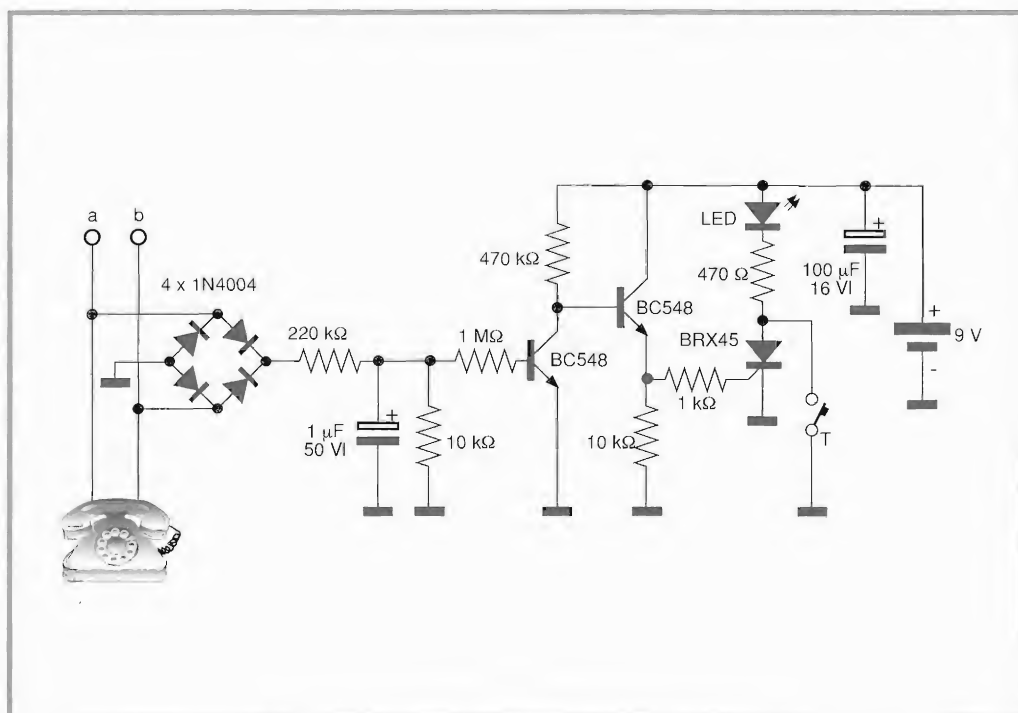 a
b
4 x 1N4004
220 kΩ
1 µF
50 Vl
+
10 kΩ
1 MΩ
BC548
470 kΩ
BC548
10 kΩ
1 kΩ
LED
470 Ω
BRX45
T
100 µF
16 Vl
+
+
9 V
-